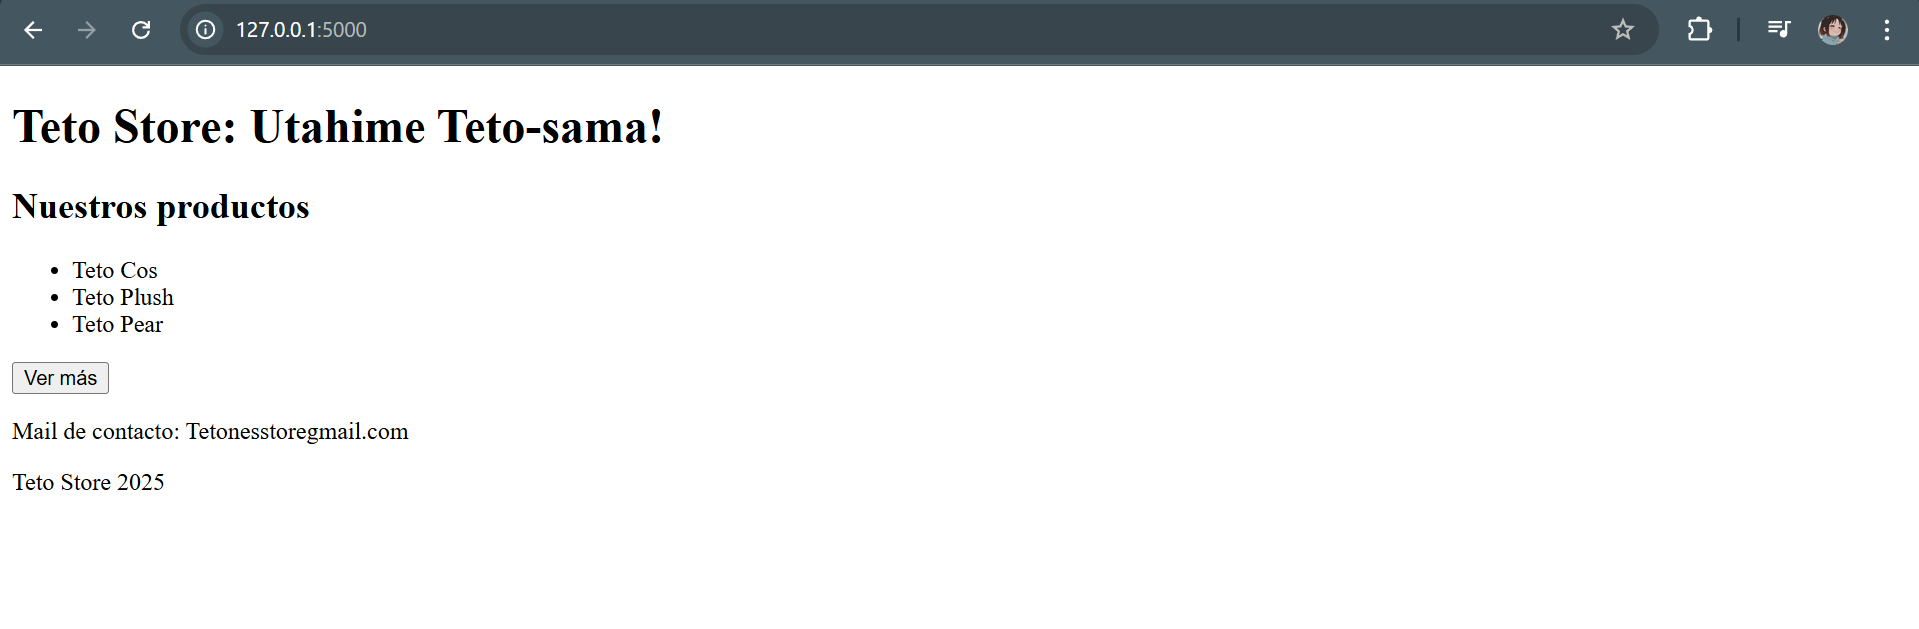 127.0.0.1:5000
Teto Store: Utahime Teto-sama!
Nuestros productos
Teto Cos
Teto Plush
Teto Pear
Ver más
Mail de contacto: Tetonesstoregmail.com
Teto Store 2025